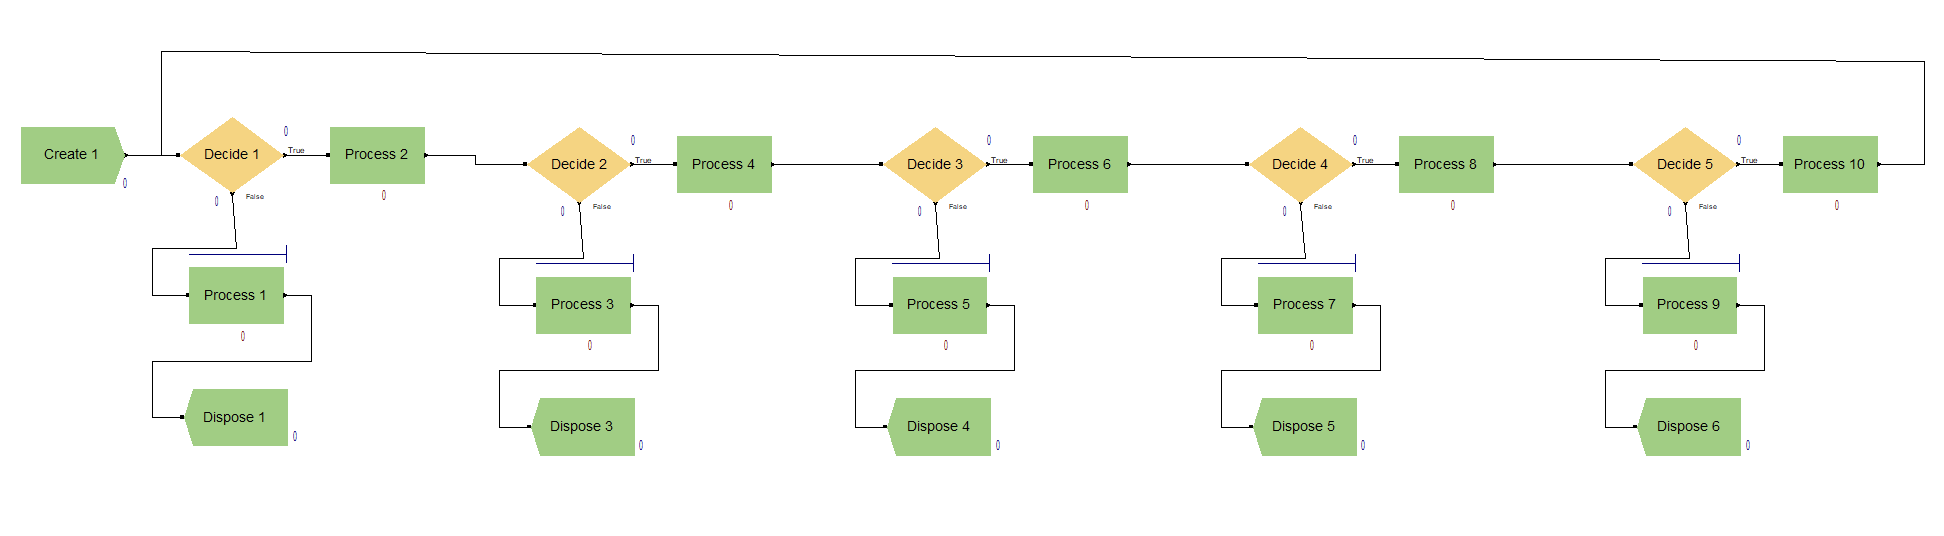 0
0
0
0
0
Create 1
Decide 1
True
Process 2
Decide 2
True
Process 4
Decide 3
True
Process 6
Decide 4
True
Process 8
Decide 5
True
Process 10
0
0
False
0
0
False
0
0
False
0
0
False
0
0
False
0
0
Process 1
Process 3
Process 5
Process 7
Process 9
0
0
0
0
0
Dispose 1
Dispose 3
Dispose 4
Dispose 5
Dispose 6
0
0
0
0
0